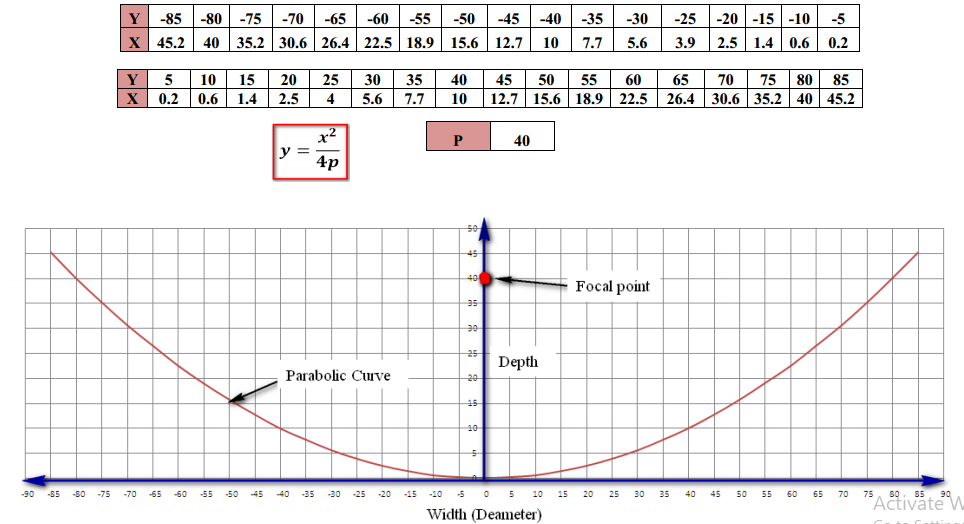 Y -85 -80 -75 -70 -65 -60 -55 -50 -45 -40 -35 -30 -25 -20 -15 -10 -5
X 45.2 40 35.2 30.6 26.4 22.5 18.9 15.6 12.7 10 7.7 5.6 3.9 2.5 1.4 0.6 0.2
Y 5 10 15 20 25 30 35 40 45 50 55 60 65 70 75 80 85
X 0.2 0.6 1.4 2.5 4 5.6 7.7 10 12.7 15.6 18.9 22.5 26.4 30.6 35.2 40 45.2
y = x²/4p
P 40
50
45
40
Focal point
35
30
25
Depth
Parabolic Curve
20
15
10
5
0
-90 -85 -80 -75 -70 -65 -60 -55 -50 -45 -40 -35 -30 -25 -20 -15 -10 -5 0 5 10 15 20 25 30 35 40 45 50 55 60 65 70 75 80 85 90
Activate W
Width (Deameter)